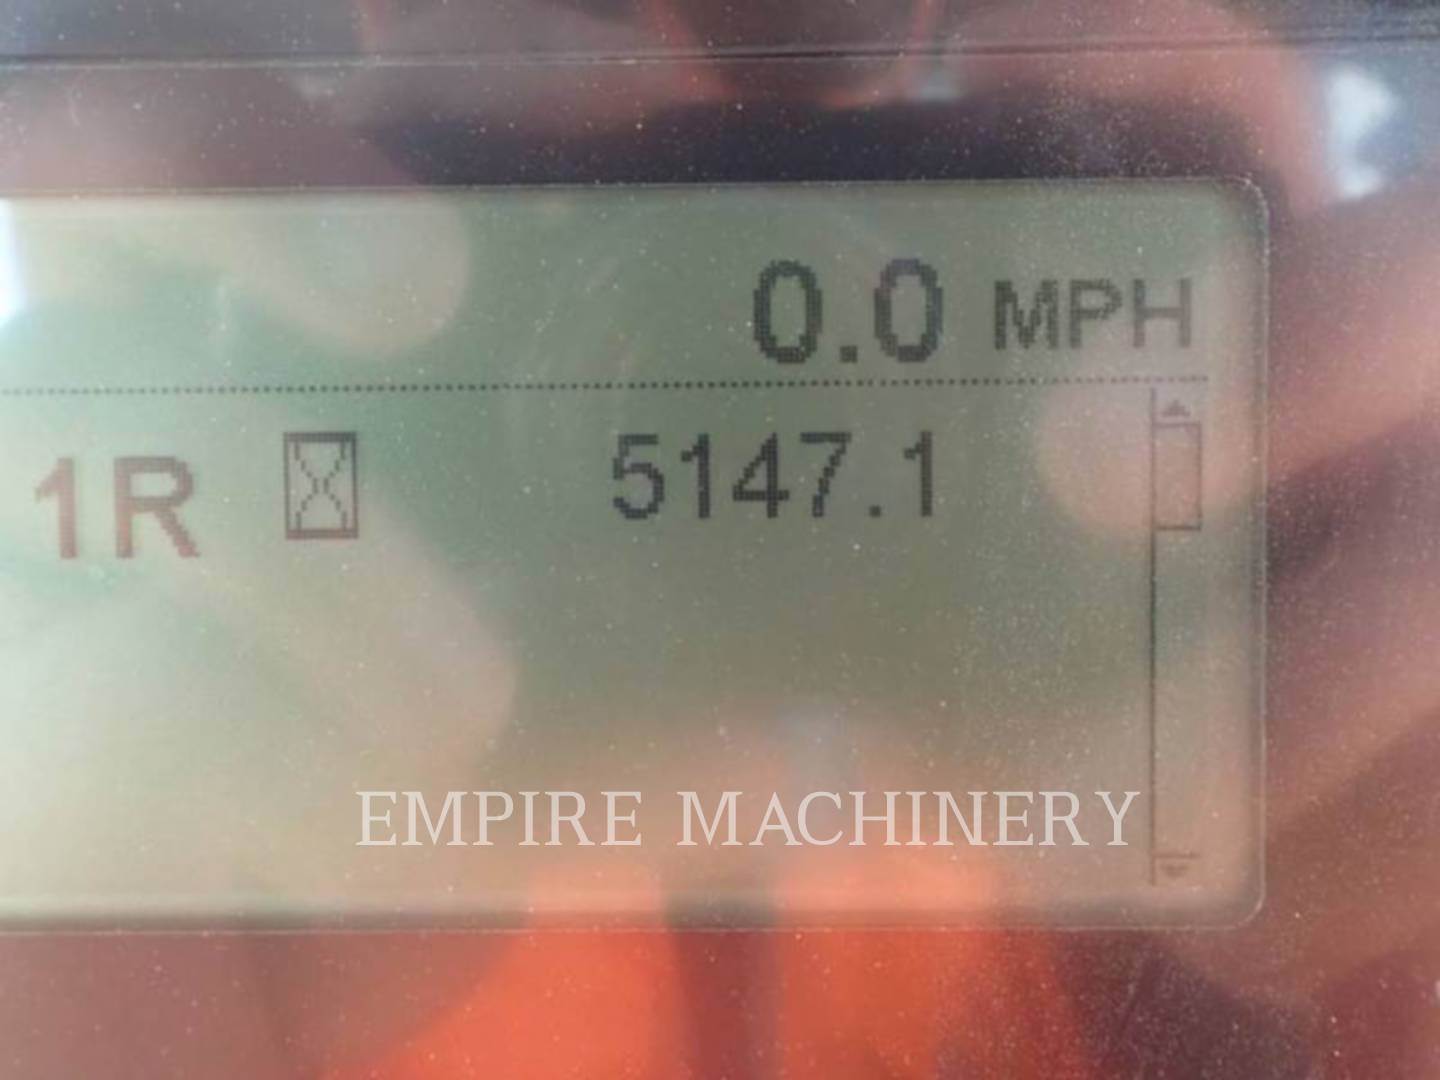 0.0 MPH
1R 5147.1
EMPIRE MACHINERY